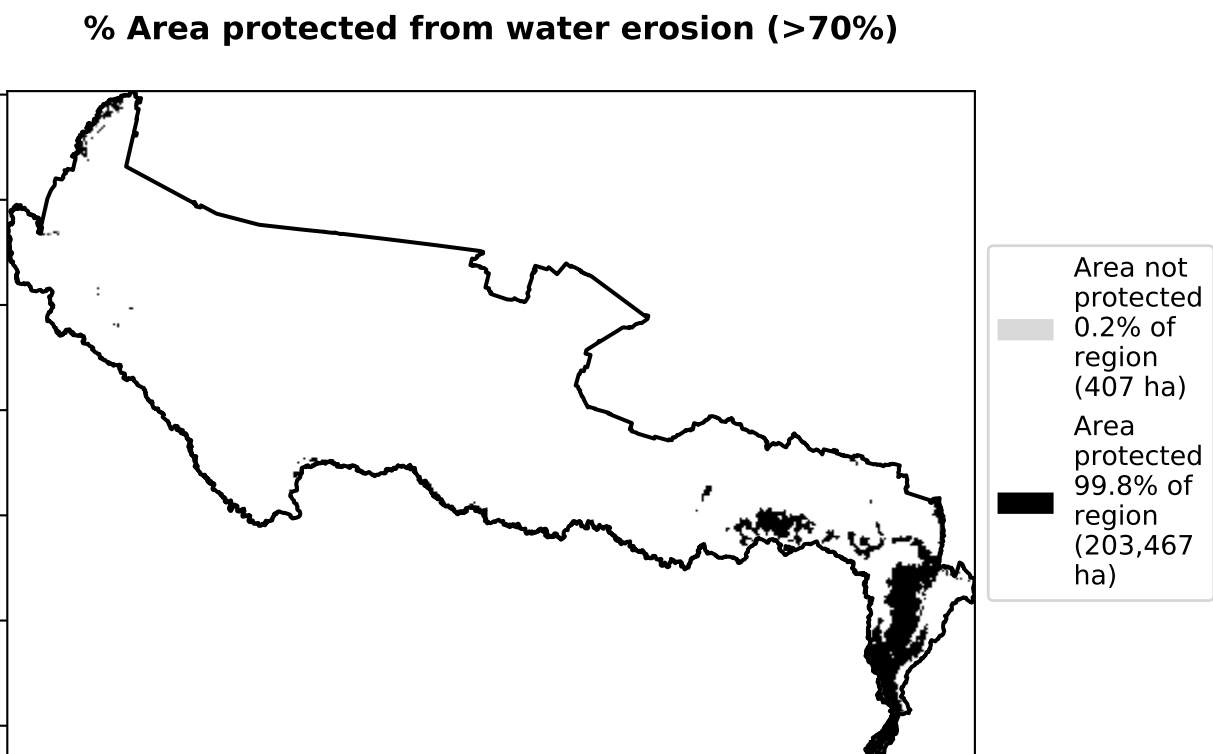 % Area protected from water erosion (>70%)
Area not
protected
0.2% of
region
(407 ha)
Area
protected
99.8% of
region
(203,467
ha)